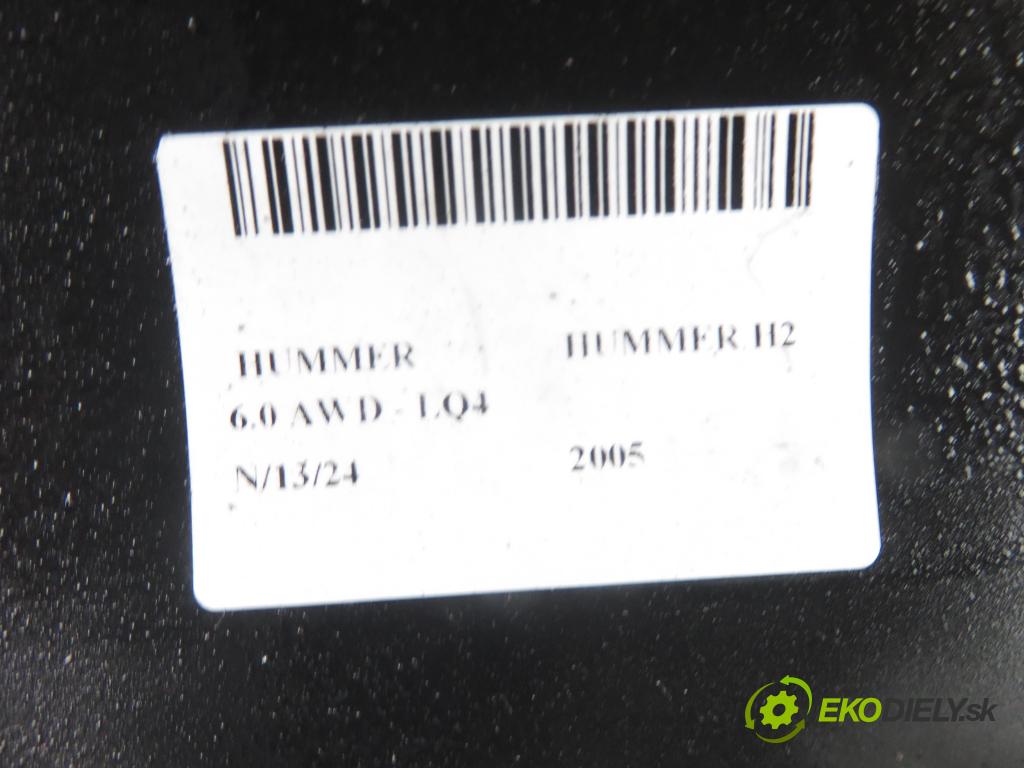 HUMMER HUMMER H2
6.0 AWD - LQ4
N/13/24 2005
EKODIELY.sk